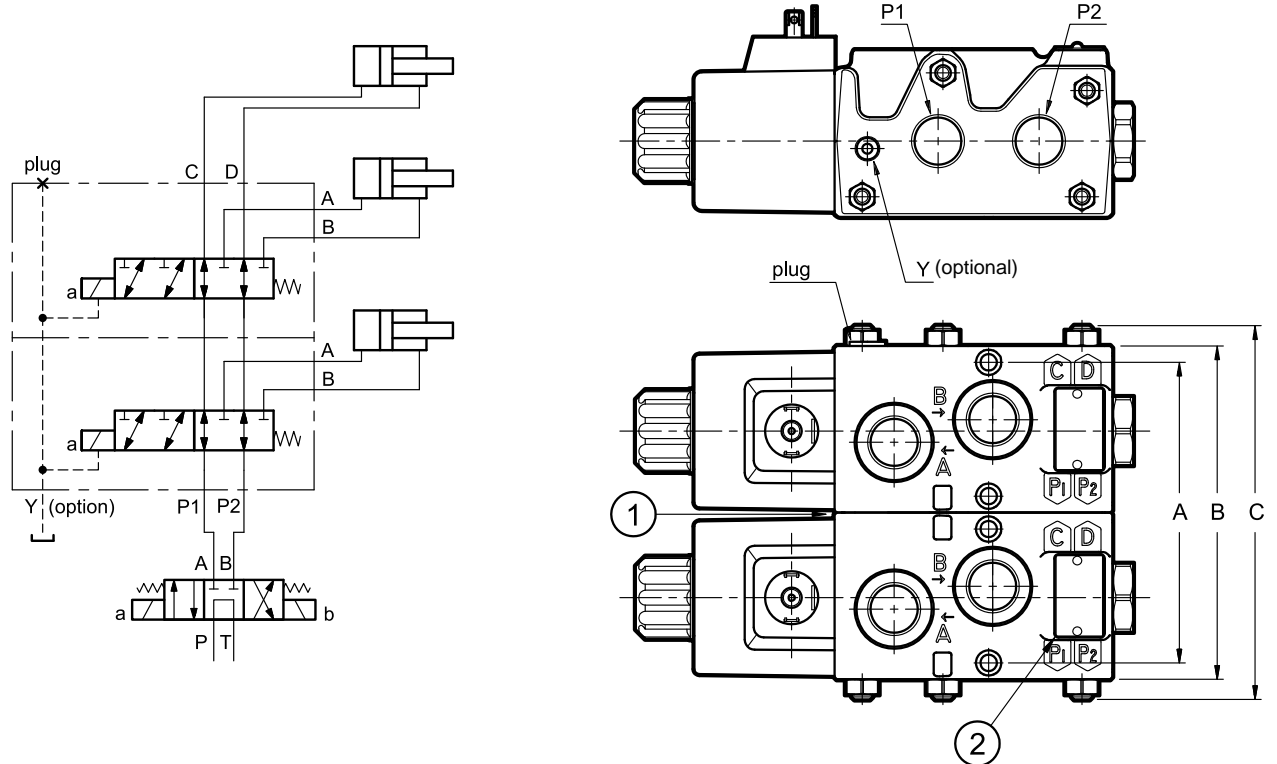 plug
C D
A
B
a
A
B
a
Y (option)
P1 P2
A B
a b
P T
P1 P2
Y (optional)
plug
C D
B
A
P1 P2
1
C D
B
A
P1 P2
A B C
2